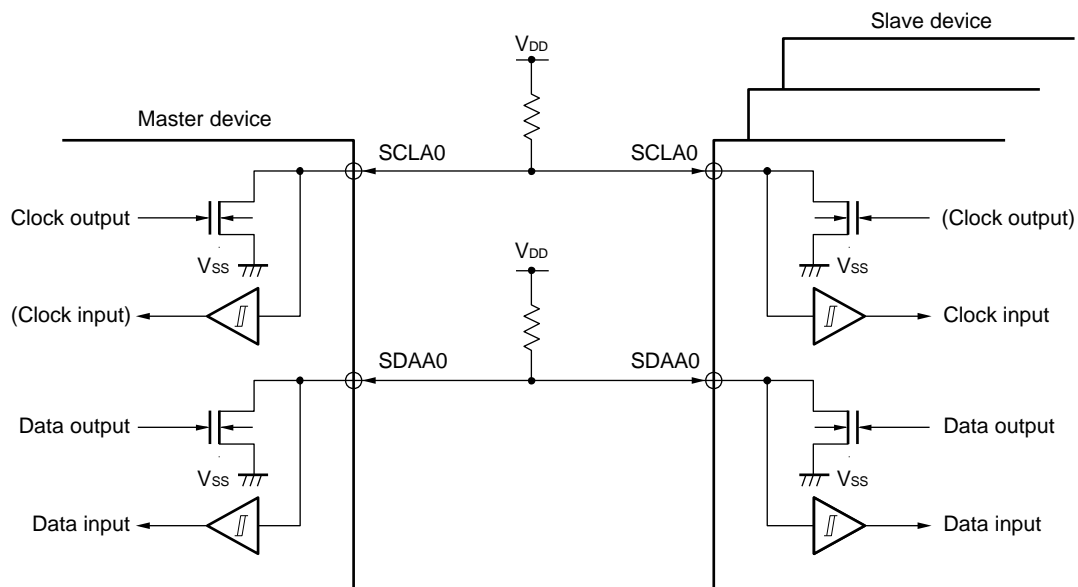 Slave device
VDD
Master device
SCLA0 SCLA0
Clock output (Clock output)
VSS VSS
VDD
(Clock input) Clock input
SDAA0 SDAA0
Data output Data output
VSS VSS
Data input Data input